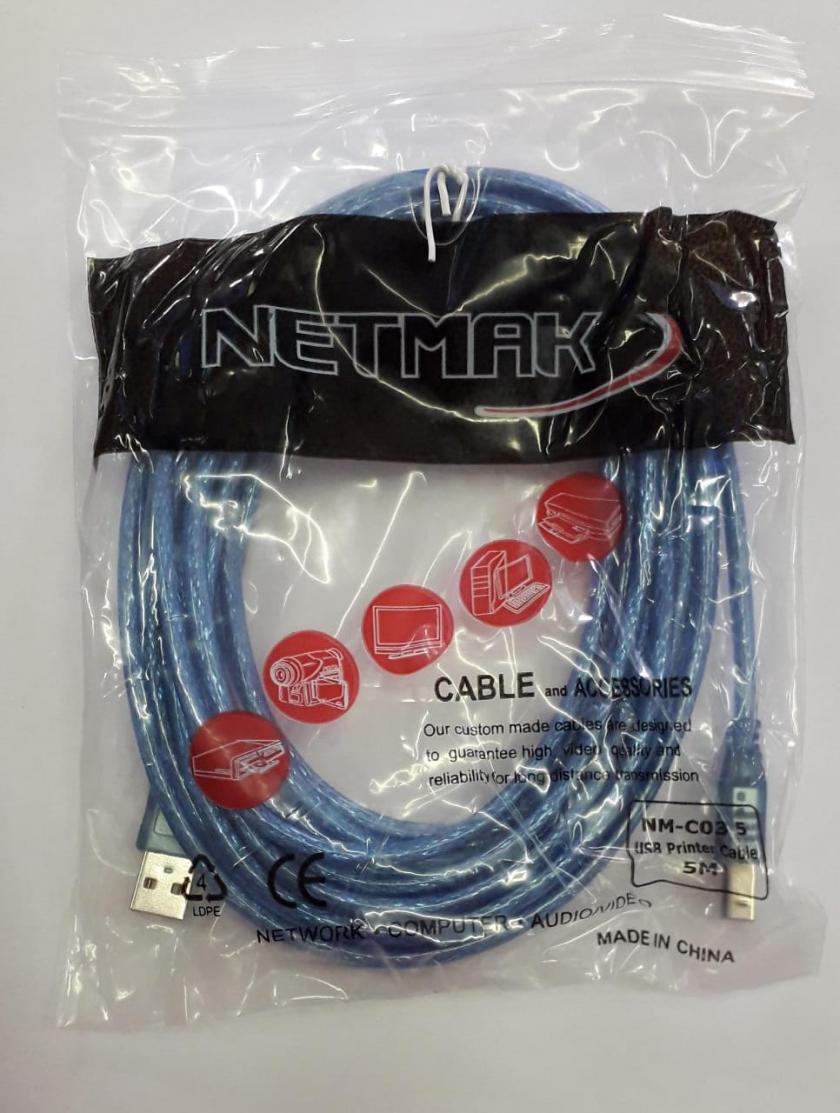 NETMAK
CABLE and ACCESSORIES
Our custom made cables are designed
to guarantee high video quality and
reliability for long distance transmission
NM-C03 5
USB Printer Cable
5M
4
LDPE
CE
NETWORK - COMPUTER - AUDIO/VIDEO
MADE IN CHINA